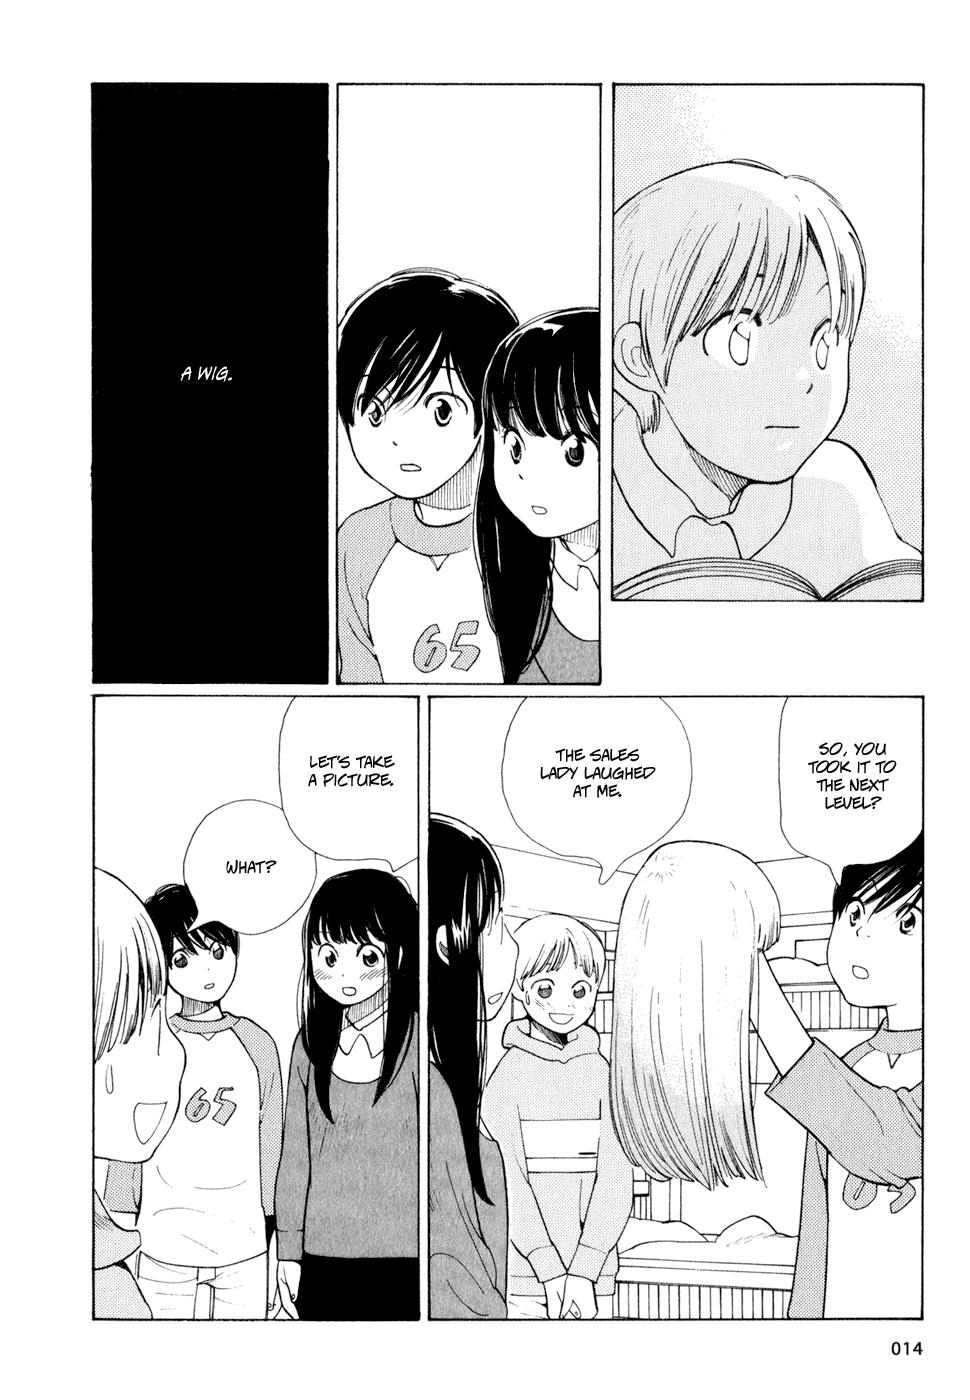 65
A WIG.
SO, YOU
TOOK IT TO
THE NEXT
LEVEL?
THE SALES
LADY LAUGHED
AT ME.
65
LET'S TAKE
A PICTURE.
WHAT?
65
014